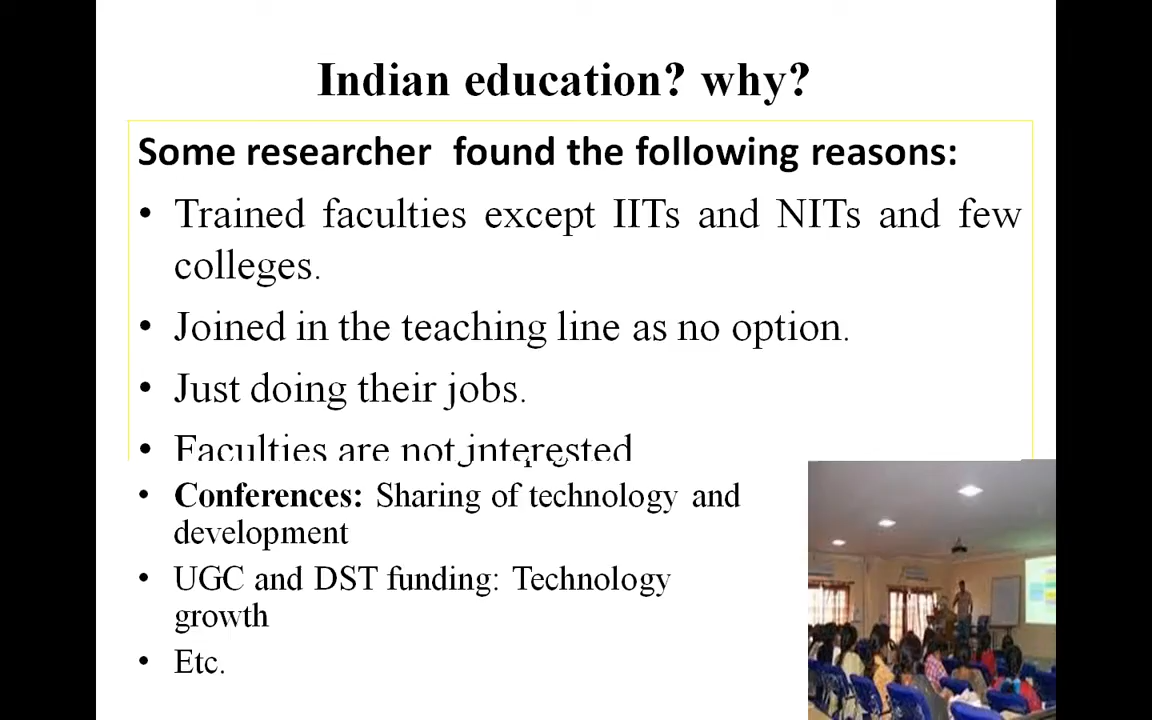 Indian education? why?
Some researcher found the following reasons:
• Trained faculties except IITs and NITs and few
colleges.
• Joined in the teaching line as no option.
• Just doing their jobs.
• Faculties are not interested
• Conferences: Sharing of technology and
development
• UGC and DST funding: Technology
growth
• Etc.